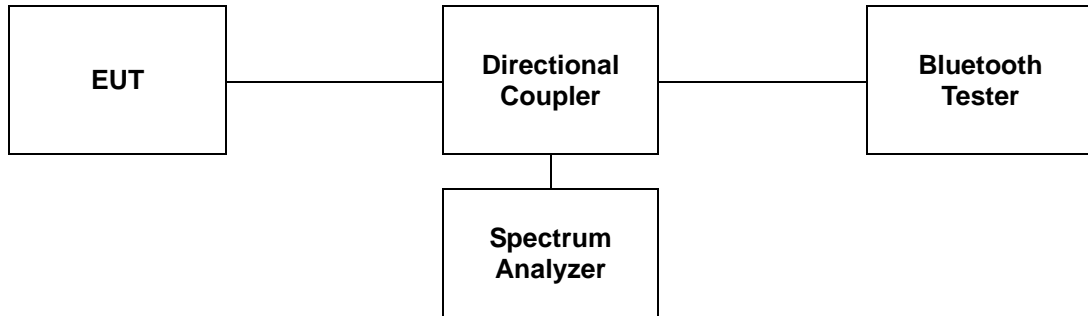 EUT
Directional
Coupler
Bluetooth
Tester
Spectrum
Analyzer